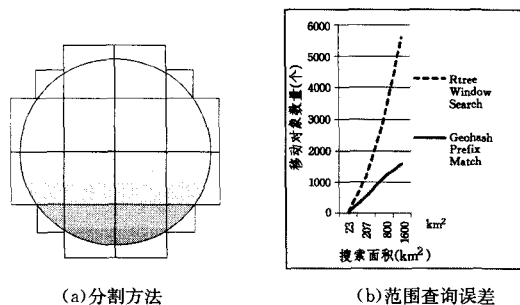 6000
5000
4000
3000
2000
1000
0
移动对象数量(个)
23
207
800
1600
km²
搜索面积(km²)
Rtree
Window
Search
Geohash
Prefix
Match
(a)分割方法
(b)范围查询误差